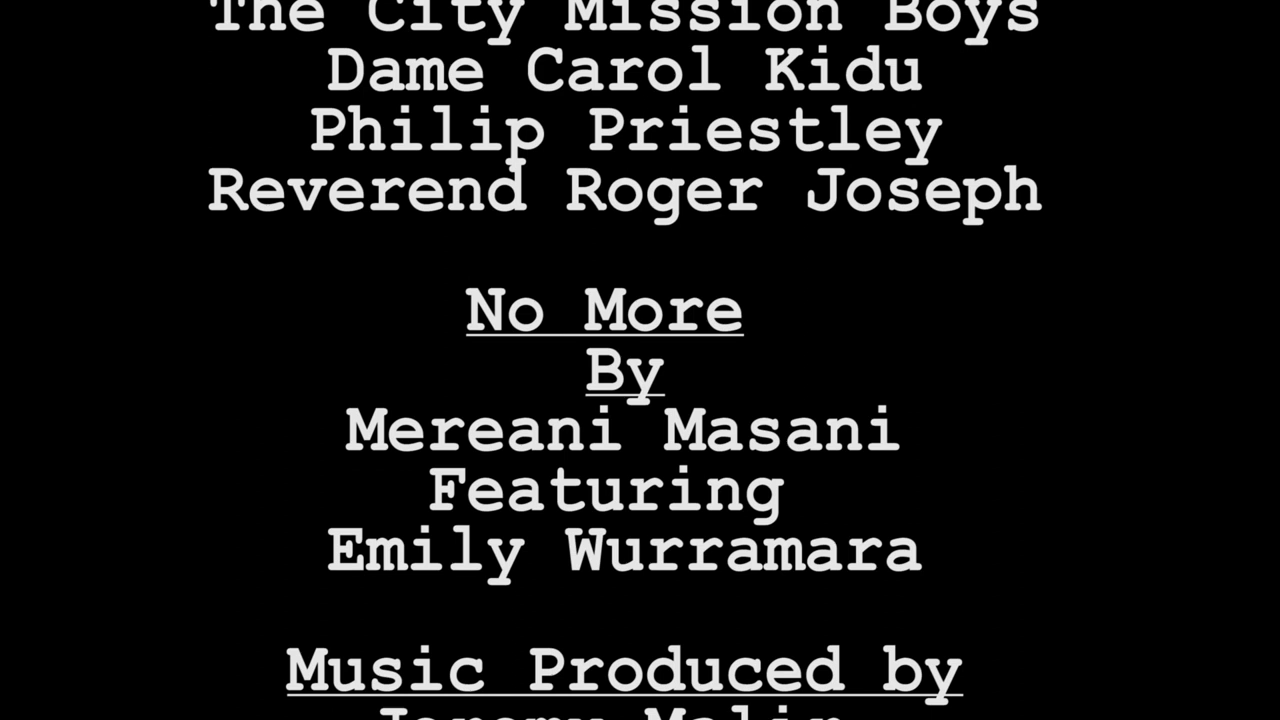 The City Mission Boys
Dame Carol Kidu
Philip Priestley
Reverend Roger Joseph
No More
By
Mereani Masani
Featuring
Emily Wurramara
Music Produced by